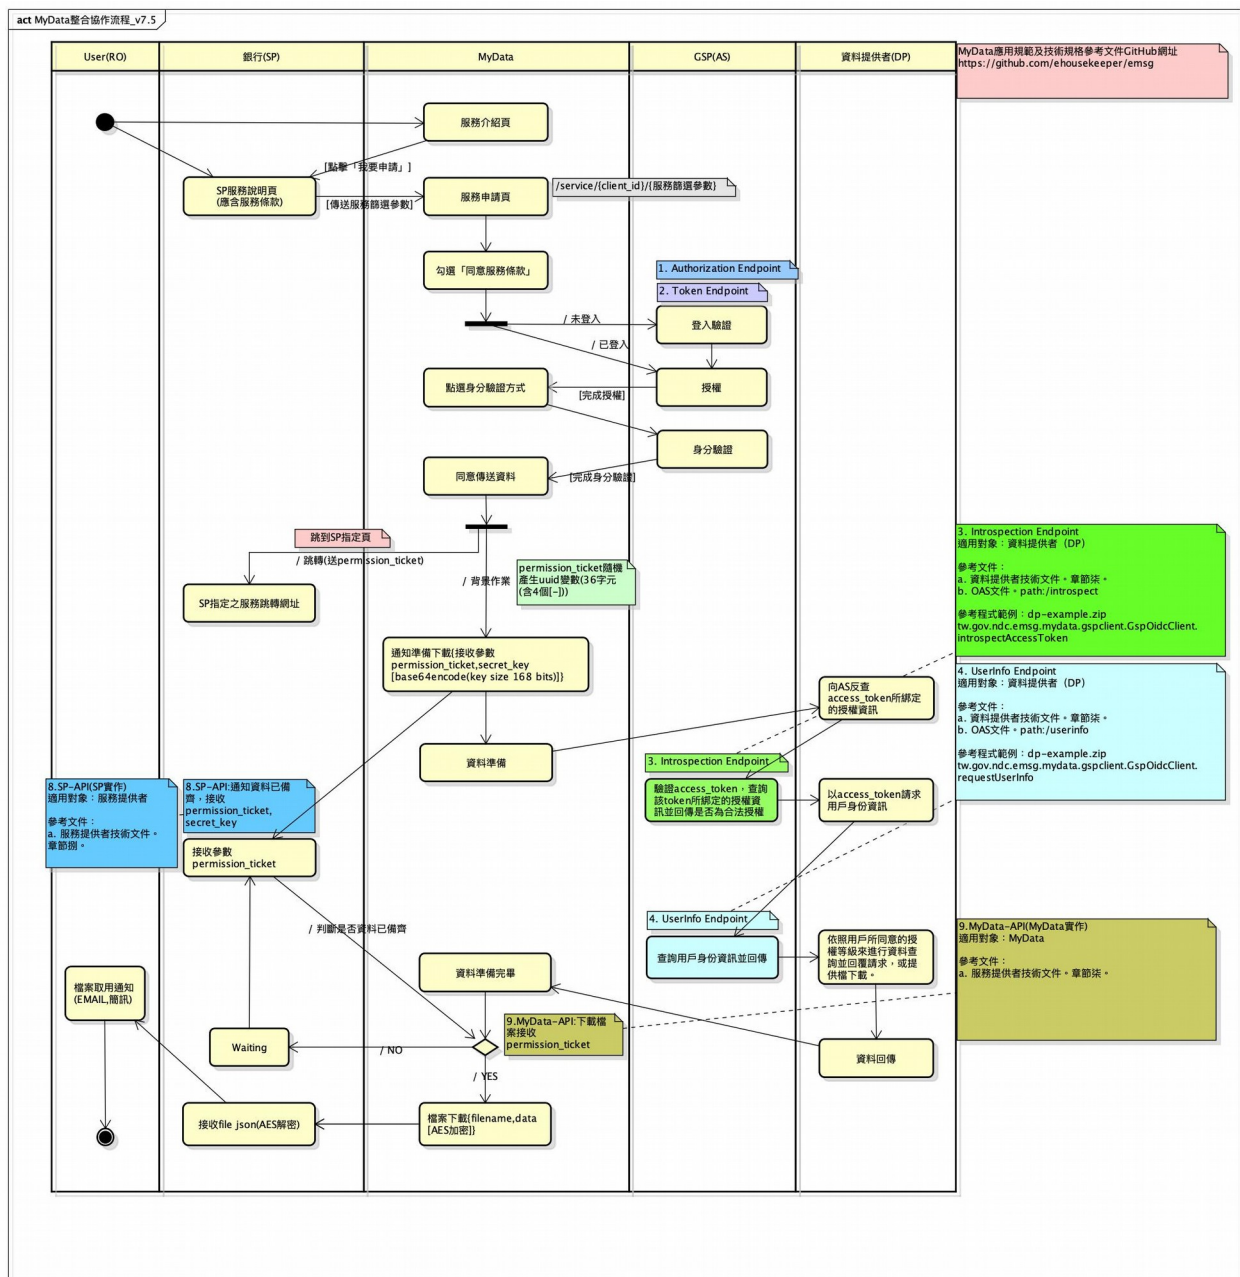 act MyData整合協作流程_v7.5
User(RO)
銀行(SP)
MyData
GSP(AS)
資料提供者(DP)
MyData應用規範及技術規格參考文件GitHub網址
https://github.com/ehousekeeper/emsg
服務介紹頁
[點擊「我要申請」]
SP服務說明頁
(應含服務條款)
[傳送服務篩選參數]
服務申請頁
/service/{client_id}/{服務篩選參數}
勾選「同意服務條款」
1. Authorization Endpoint
2. Token Endpoint
/ 未登入
登入驗證
/ 已登入
點選身分驗證方式
[完成授權]
授權
身分驗證
同意傳送資料
[完成身分驗證]
跳到SP指定頁
/ 跳轉(送permission_ticket)
/ 背景作業
permission_ticket隨機
產生uuid變數(36字元
(含4個[-]))
SP指定之服務跳轉網址
3. Introspection Endpoint
適用對象：資料提供者（DP）
參考文件：
a. 資料提供者技術文件。章節柒。
b. OAS文件。path:/introspect
參考程式範例：dp-example.zip
tw.gov.ndc.emsg.mydata.gspclient.GspOidcClient.
introspectAccessToken
通知準備下載{接收參數
permission_ticket,secret_key
[base64encode(key size 168 bits)]}
向AS反查
access_token所綁定
的授權資訊
4. UserInfo Endpoint
適用對象：資料提供者（DP）
參考文件：
a. 資料提供者技術文件。章節柒。
b. OAS文件。path:/userinfo
參考程式範例：dp-example.zip
tw.gov.ndc.emsg.mydata.gspclient.GspOidcClient.
requestUserInfo
資料準備
3. Introspection Endpoint
驗證access_token，查詢
該token所綁定的授權資
訊並回傳是否為合法授權
以access_token請求
用戶身份資訊
8.SP-API(SP實作)
適用對象：服務提供者
參考文件：
a. 服務提供者技術文件。
章節捌。
8.SP-API:通知資料已備
齊，接收
permission_ticket,
secret_key
接收參數
permission_ticket
/ 判斷是否資料已備齊
4. UserInfo Endpoint
查詢用戶身份資訊並回傳
依照用戶所同意的授
權等級來進行資料查
詢並回覆請求，或提
供檔下載。
9.MyData-API(MyData實作)
適用對象：MyData
參考文件：
a. 服務提供者技術文件。章節柒。
檔案取用通知
(EMAIL,簡訊)
資料準備完畢
9.MyData-API:下載檔
案接收
permission_ticket
Waiting
/ NO
資料回傳
/ YES
接收file json(AES解密)
檔案下載{filename,data
[AES加密]}